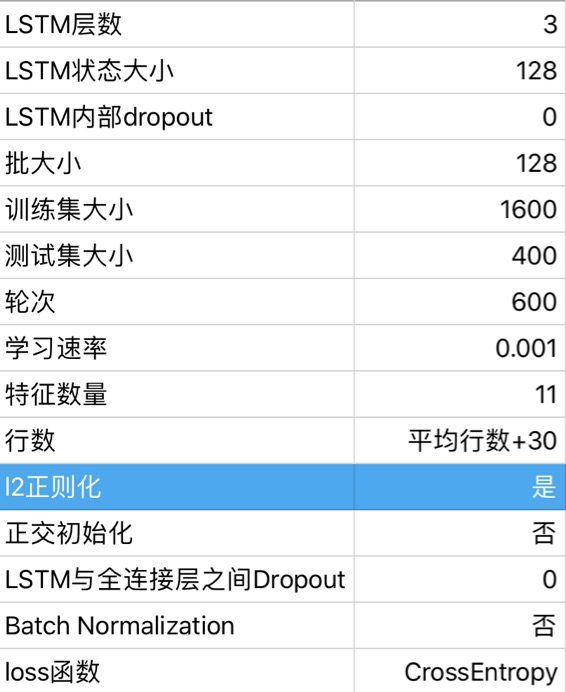 LSTM层数 3
LSTM状态大小 128
LSTM内部dropout 0
批大小 128
训练集大小 1600
测试集大小 400
轮次 600
学习速率 0.001
特征数量 11
行数 平均行数+30
l2正则化 是
正交初始化 否
LSTM与全连接层之间Dropout 0
Batch Normalization 否
loss函数 CrossEntropy